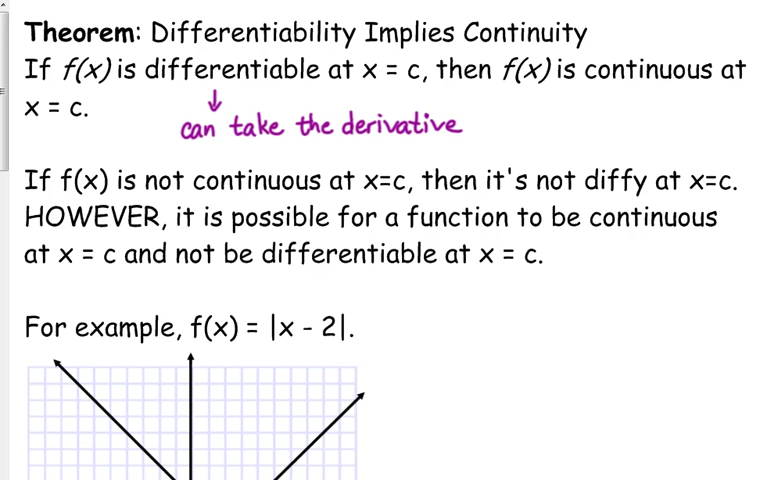 Theorem: Differentiability Implies Continuity
If f(x) is differentiable at x = c, then f(x) is continuous at
x = c.
can take the derivative
If f(x) is not continuous at x=c, then it's not diffy at x=c.
HOWEVER, it is possible for a function to be continuous
at x = c and not be differentiable at x = c.
For example, f(x) = |x - 2|.